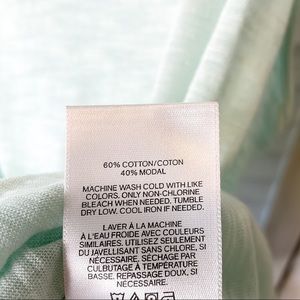 60% COTTON/COTON
40% MODAL
MACHINE WASH COLD WITH LIKE
COLORS. ONLY NON-CHLORINE
BLEACH WHEN NEEDED. TUMBLE
DRY LOW. COOL IRON IF NEEDED.
LAVER À LA MACHINE
À L'EAU FROIDE AVEC COULEURS
SIMILAIRES. UTILISEZ SEULEMENT
DU JAVELLISANT SANS CHLORE, SI
NÉCESSAIRE, SÉCHAGE PAR
CULBUTAGE À TEMPÉRATURE
BASSE. REPASSAGE DOUX, SI
NÉCESSAIRE.